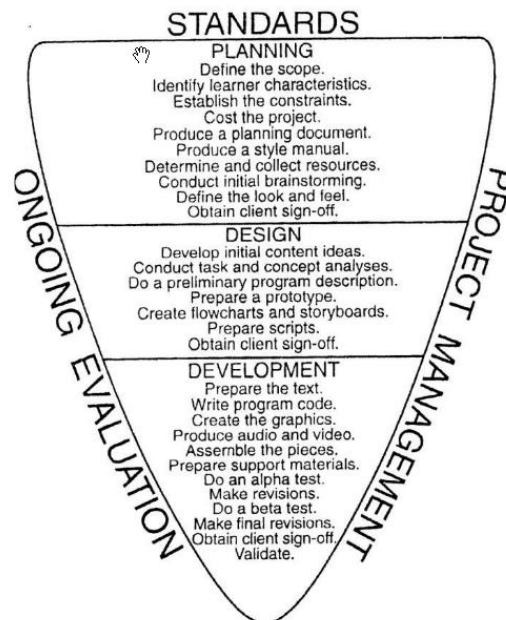 STANDARDS
PLANNING
Define the scope.
Identify learner characteristics.
Establish the constraints.
Cost the project.
Produce a planning document.
Produce a style manual.
Determine and collect resources.
Conduct initial brainstorming.
Define the look and feel.
Obtain client sign-off.
DESIGN
Develop initial content ideas.
Conduct task and concept analyses.
Do a preliminary program description.
Prepare a prototype.
Create flowcharts and storyboards.
Prepare scripts.
Obtain client sign-off.
DEVELOPMENT
Prepare the text.
Write program code.
Create the graphics.
Produce audio and video.
Assemble the pieces.
Prepare support materials.
Do an alpha test.
Make revisions.
Do a beta test.
Make final revisions.
Obtain client sign-off.
Validate.
ONGOING EVALUATION
PROJECT MANAGEMENT